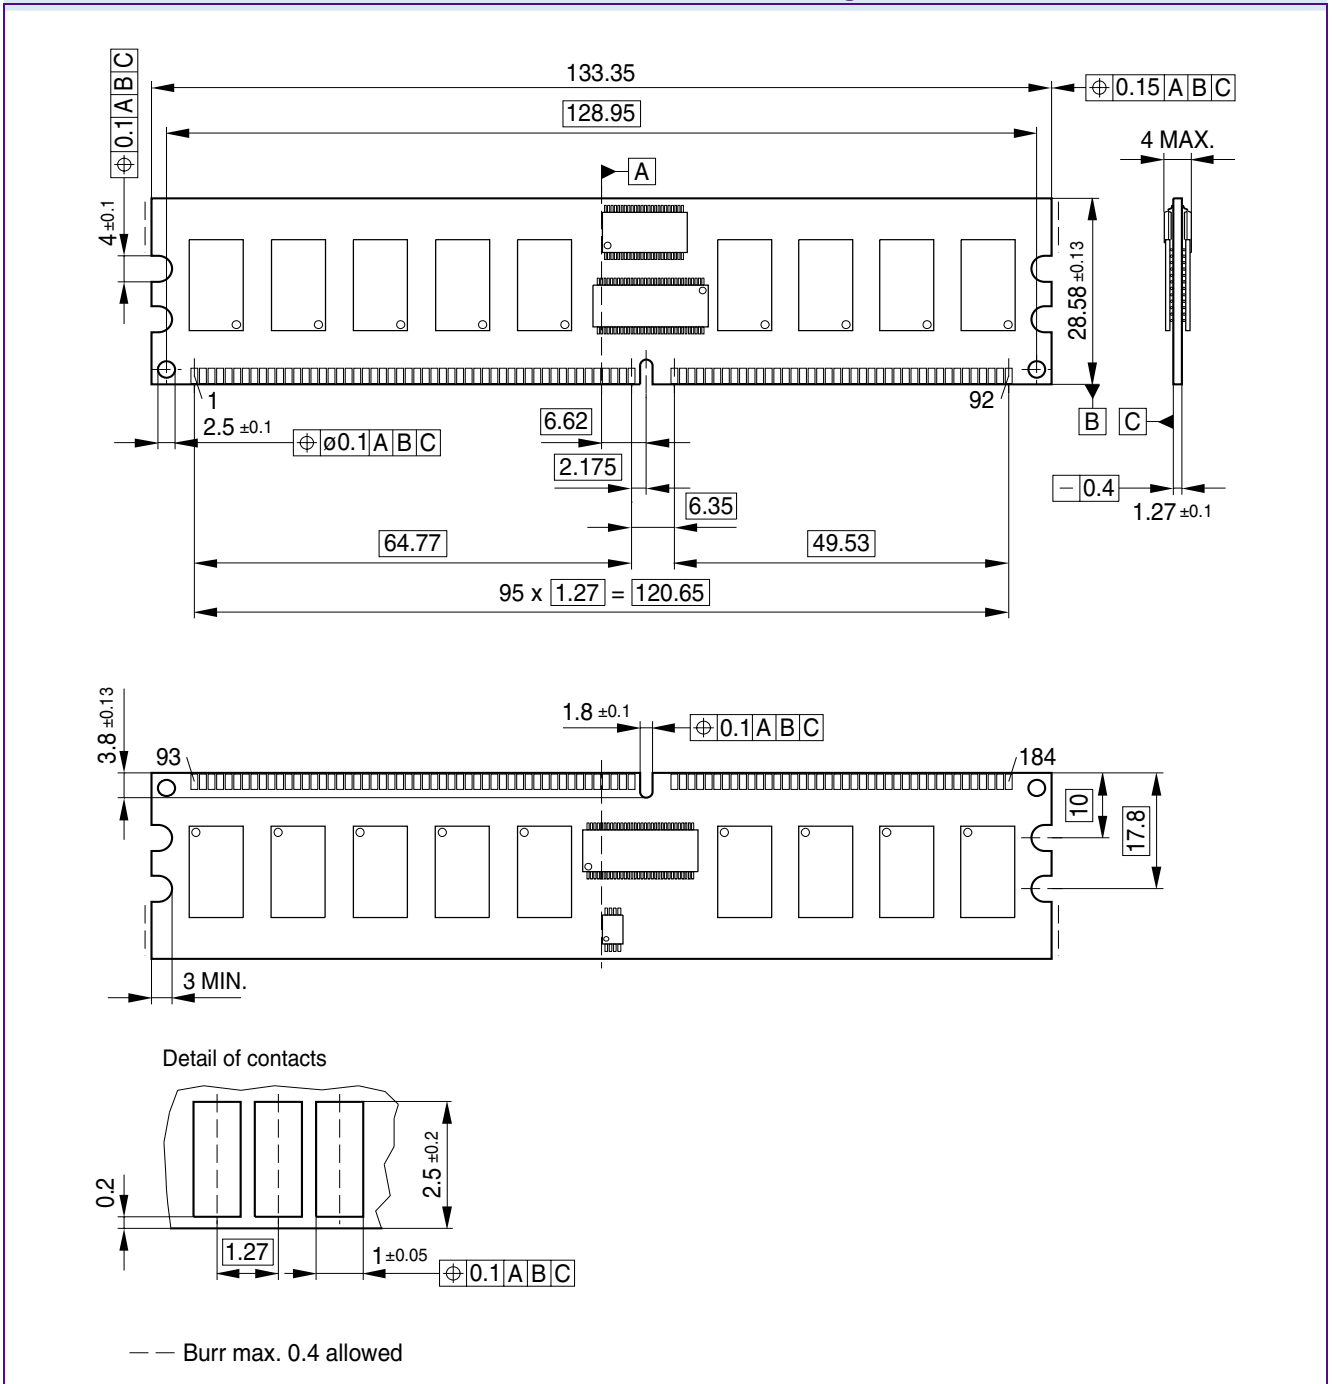 133.35
⌖ 0.1 A B C
⌖ 0.15 A B C
128.95
4 MAX.
A
4 ±0.1
28.58 ±0.13
1
92
2.5 ±0.1
⌖ ø0.1 A B C
6.62
B
C
2.175
6.35
— 0.4
1.27 ±0.1
64.77
49.53
95 x 1.27 = 120.65
3.8 ±0.13
1.8 ±0.1
⌖ 0.1 A B C
93
184
10
17.8
3 MIN.
Detail of contacts
0.2
2.5 ±0.2
1.27
1 ±0.05
⌖ 0.1 A B C
— — Burr max. 0.4 allowed